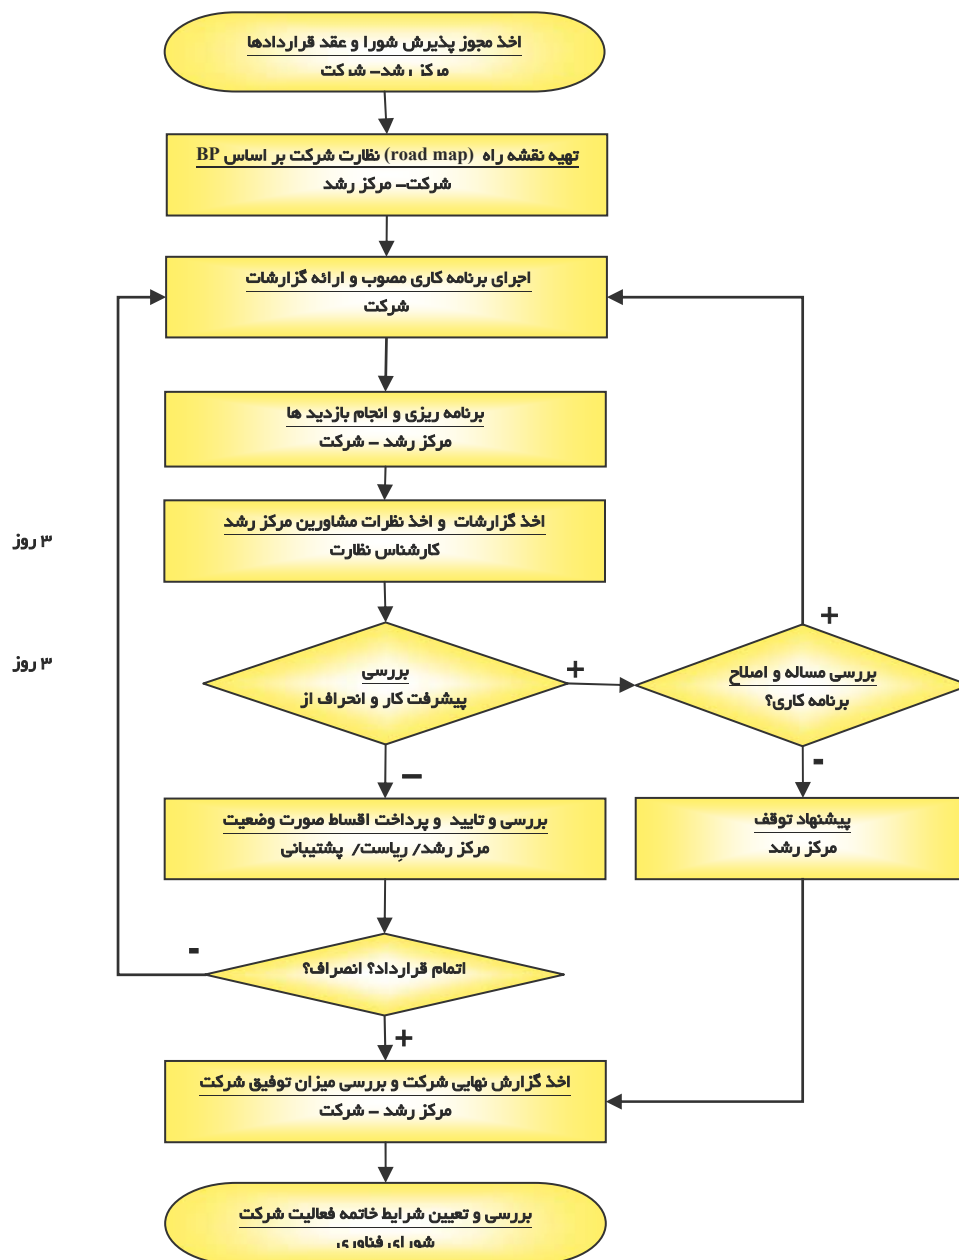 اخذ مجوز پذیرش شورا و عقد قراردادها
مرکز رشد- شرکت
تهیه نقشه راه (road map) نظارت شرکت بر اساس BP
شرکت- مرکز رشد
اجرای برنامه کاری مصوب و ارائه گزارشات
شرکت
برنامه ریزی و انجام بازدید ها
مرکز رشد - شرکت
اخذ گزارشات و اخذ نظرات مشاورین مرکز رشد
کارشناس نظارت
۳ روز
بررسی
پیشرفت کار و انحراف از
+
–
۳ روز
بررسی مساله و اصلاح
برنامه کاری؟
+
-
بررسی و تایید و پرداخت اقساط صورت وضعیت
مرکز رشد/ ریاست/ پشتیبانی
پیشنهاد توقف
مرکز رشد
اتمام قرارداد؟ انصراف؟
-
+
اخذ گزارش نهایی شرکت و بررسی میزان توفیق شرکت
مرکز رشد - شرکت
بررسی و تعیین شرایط خاتمه فعالیت شرکت
شورای فناوری